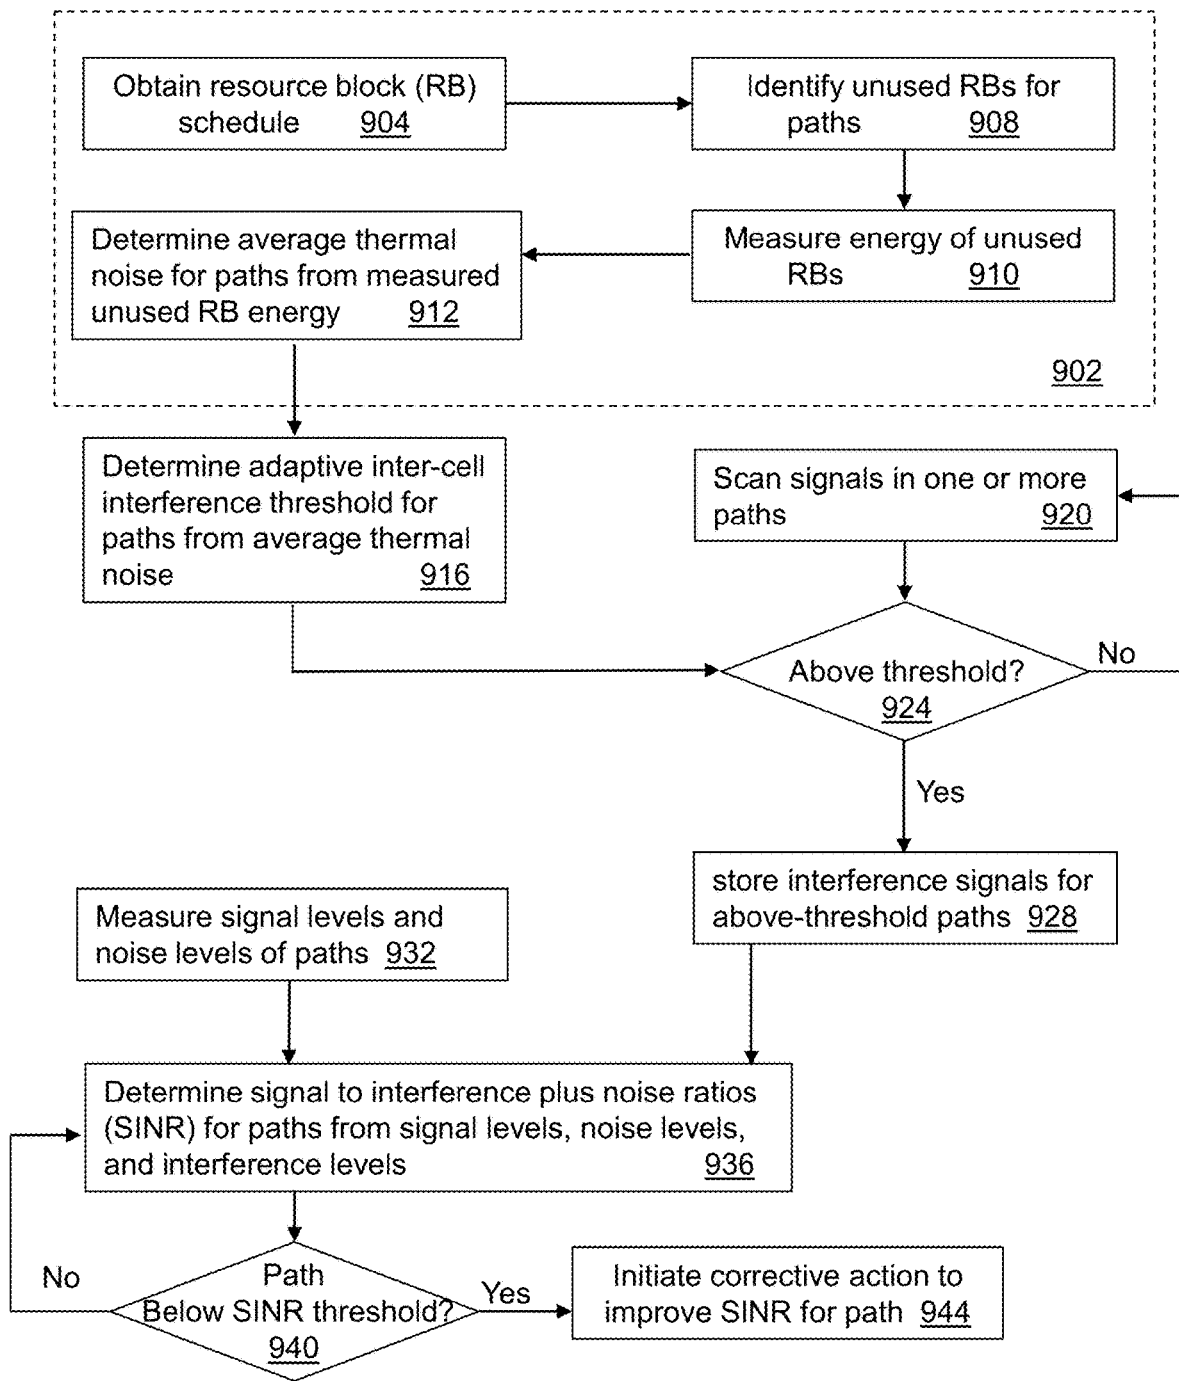 Obtain resource block (RB)
schedule 904
Identify unused RBs for
paths 908
Determine average thermal
noise for paths from measured
unused RB energy 912
Measure energy of unused
RBs 910
902
Determine adaptive inter-cell
interference threshold for
paths from average thermal
noise 916
Scan signals in one or more
paths 920
Above threshold?
924
No
Yes
store interference signals for
above-threshold paths 928
Measure signal levels and
noise levels of paths 932
Determine signal to interference plus noise ratios
(SINR) for paths from signal levels, noise levels,
and interference levels 936
No
Path
Below SINR threshold?
940
Yes
Initiate corrective action to
improve SINR for path 944